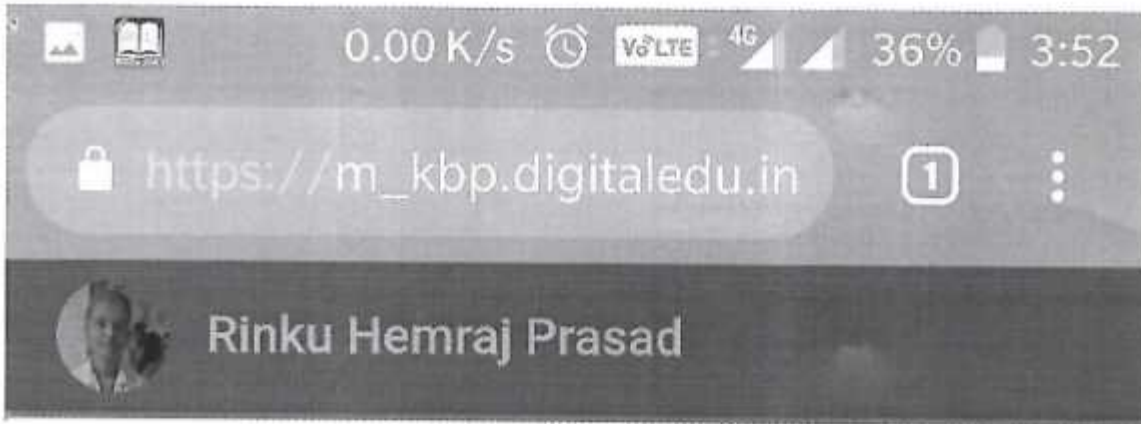 0.00 K/s VoLTE 4G 36% 3:52
https://m_kbp.digitaledu.in 1
Rinku Hemraj Prasad